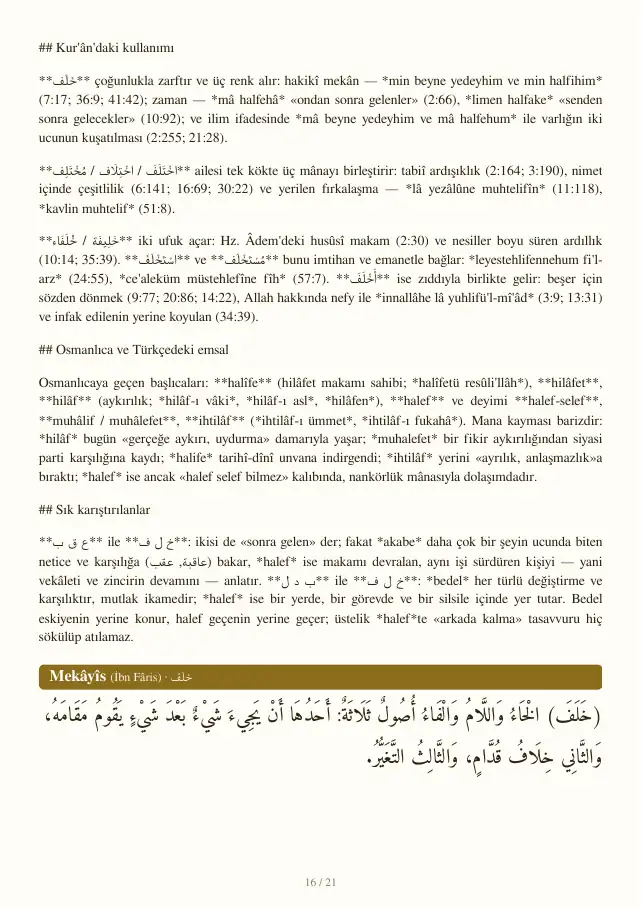 ## Kur'ân'daki kullanımı
**خَلْف** çoğunlukla zarftır ve üç renk alır: hakikî mekân — *min beyne yedeyhim ve min halfihim*
(7:17; 36:9; 41:42); zaman — *mâ halfehâ* «ondan sonra gelenler» (2:66), *limen halfake* «senden
sonra gelecekler» (10:92); ve ilim ifadesinde *mâ beyne yedeyhim ve mâ halfehum* ile varlığın iki
ucunun kuşatılması (2:255; 21:28).
**اخْتَلَفَ / اخْتِلَاف / مُخْتَلِف** ailesi tek kökte üç mânayı birleştirir: tabiî ardışıklık (2:164; 3:190), nimet
içinde çeşitlilik (6:141; 16:69; 30:22) ve yerilen fırkalaşma — *lâ yezâlûne muhtelifîn* (11:118),
*kavlin muhtelif* (51:8).
**خَلِيفَة / خُلَفَاء** iki ufuk açar: Hz. Âdem'deki husûsî makam (2:30) ve nesiller boyu süren ardıllık
(10:14; 35:39). **اسْتَخْلَفَ** ve **مُسْتَخْلَف** bunu imtihan ve emanetle bağlar: *leyestehlifennehum fi'l-
arz* (24:55), *ce'aleküm müstehlefîne fîh* (57:7). **أَخْلَفَ** ise zıddıyla birlikte gelir: beşer için
sözden dönmek (9:77; 20:86; 14:22), Allah hakkında nefy ile *innallâhe lâ yuhlifü'l-mî'âd* (3:9; 13:31)
ve infak edilenin yerine koyulan (34:39).
## Osmanlıca ve Türkçedeki emsal
Osmanlıcaya geçen başlıcaları: **halîfe** (hilâfet makamı sahibi; *halîfetü resûli'llâh*), **hilâfet**,
**hilâf** (aykırılık; *hilâf-ı vâki*, *hilâf-ı asl*, *hilâfen*), **halef** ve deyimi **halef-selef**,
**muhâlif / muhâlefet**, **ihtilâf** (*ihtilâf-ı ümmet*, *ihtilâf-ı fukahâ*). Mana kayması barizdir:
*hilâf* bugün «gerçeğe aykırı, uydurma» damarıyla yaşar; *muhalefet* bir fikir aykırılığından siyasi
parti karşılığına kaydı; *halife* tarihî-dînî unvana indirgendi; *ihtilâf* yerini «ayrılık, anlaşmazlık»a
bıraktı; *halef* ise ancak «halef selef bilmez» kalıbında, nankörlük mânasıyla dolaşımdadır.
## Sık karıştırılanlar
**ع ق ب** ile **خ ل ف**: ikisi de «sonra gelen» der; fakat *akabe* daha çok bir şeyin ucunda biten
netice ve karşılığa (عاقبة, عقب) bakar, *halef* ise makamı devralan, aynı işi sürdüren kişiyi — yani
vekâleti ve zincirin devamını — anlatır. **ب د ل** ile **خ ل ف**: *bedel* her türlü değiştirme ve
karşılıktır, mutlak ikamedir; *halef* ise bir yerde, bir görevde ve bir silsile içinde yer tutar. Bedel
eskiyenin yerine konur, halef geçenin yerine geçer; üstelik *halef*te «arkada kalma» tasavvuru hiç
sökülüp atılamaz.
Mekâyîs (İbn Fâris) · خلف
(خَلَفَ) الْخَاءُ وَاللَّامُ وَالْفَاءُ أُصُولٌ ثَلَاثَةٌ: أَحَدُهَا أَنْ يَجِيءَ شَيْءٌ بَعْدَ شَيْءٍ يَقُومُ مَقَامَهُ،
وَالثَّانِي خِلَافُ قُدَّامٍ، وَالثَّالِثُ التَّغَيُّرُ.
16 / 21